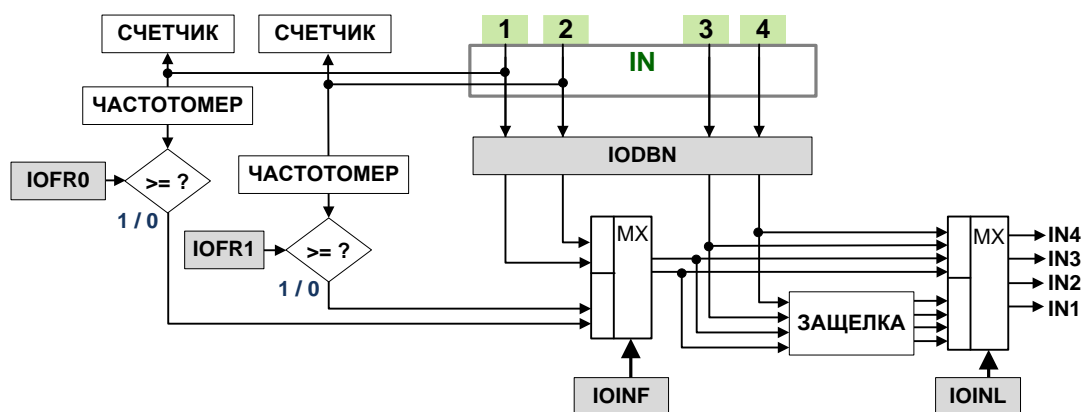 СЧЕТЧИК
СЧЕТЧИК
1
2
3
4
IN
ЧАСТОТОМЕР
IODBN
ЧАСТОТОМЕР
IOFR0
>= ?
1 / 0
IOFR1
>= ?
1 / 0
MX
MX
IN4
IN3
IN2
IN1
ЗАЩЕЛКА
IOINF
IOINL